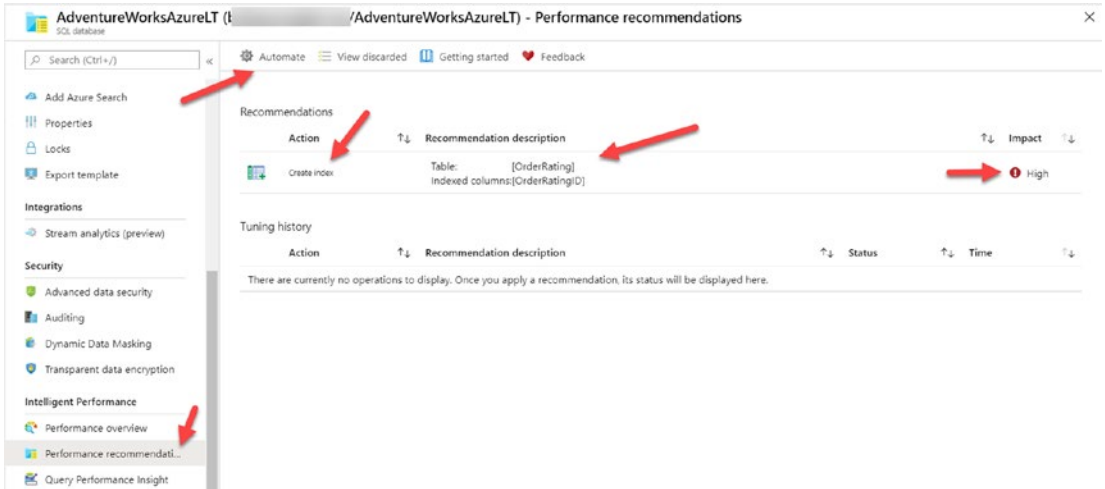 AdventureWorksAzureLT (b /AdventureWorksAzureLT) - Performance recommendations
SQL database
Search (Ctrl+/)
Add Azure Search
Properties
Locks
Export template
Integrations
Stream analytics (preview)
Security
Advanced data security
Auditing
Dynamic Data Masking
Transparent data encryption
Intelligent Performance
Performance overview
Performance recommendati...
Query Performance Insight
Automate View discarded Getting started Feedback
Recommendations
Action Recommendation description Impact
Create index Table: [OrderRating] High
Indexed columns:[OrderRatingID]
Tuning history
Action Recommendation description Status Time
There are currently no operations to display. Once you apply a recommendation, its status will be displayed here.